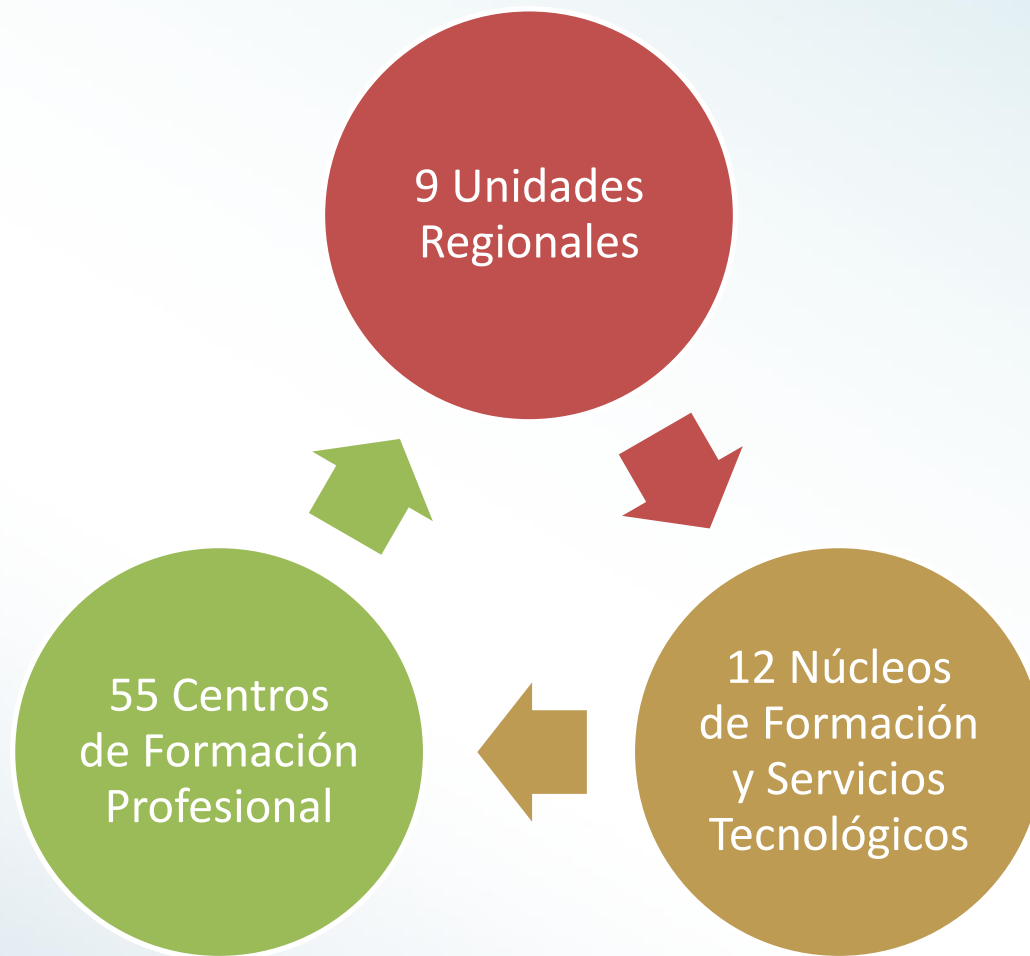 9 Unidades
Regionales
12 Núcleos
de Formación
y Servicios
Tecnológicos
55 Centros
de Formación
Profesional